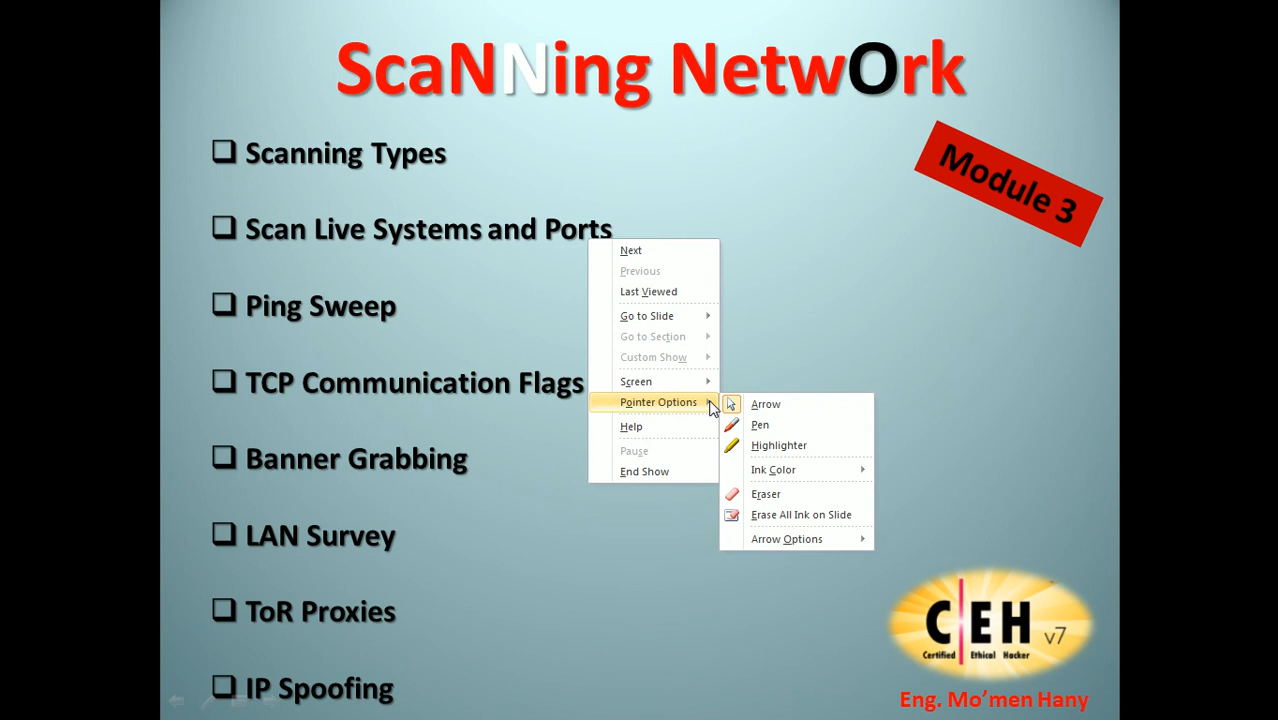 ScaNNing NetwOrk
Module 3
Scanning Types
Scan Live Systems and Ports
Ping Sweep
TCP Communication Flags
Banner Grabbing
LAN Survey
ToR Proxies
IP Spoofing
Next
Previous
Last Viewed
Go to Slide
Go to Section
Custom Show
Screen
Pointer Options
Help
Pause
End Show
Arrow
Pen
Highlighter
Ink Color
Eraser
Erase All Ink on Slide
Arrow Options
C|EH v7
Certified Ethical Hacker
Eng. Mo’men Hany